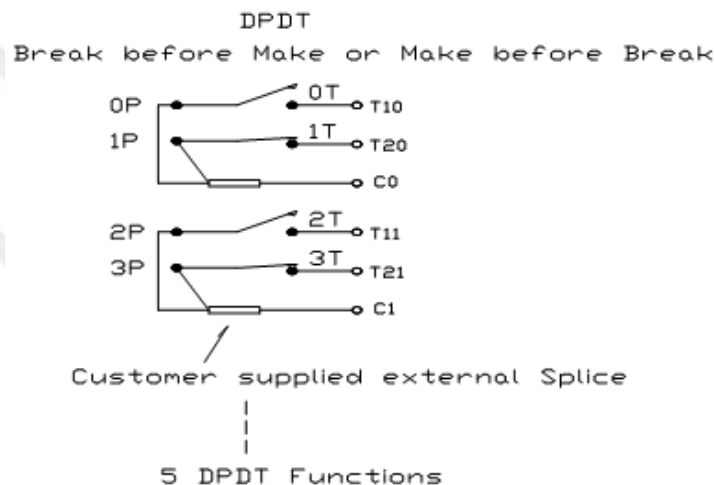 DPDT
Break before Make or Make before Break
0P 0T T10
1P 1T T20
C0
2P 2T T11
3P 3T T21
C1
Customer supplied external Splice
5 DPDT Functions